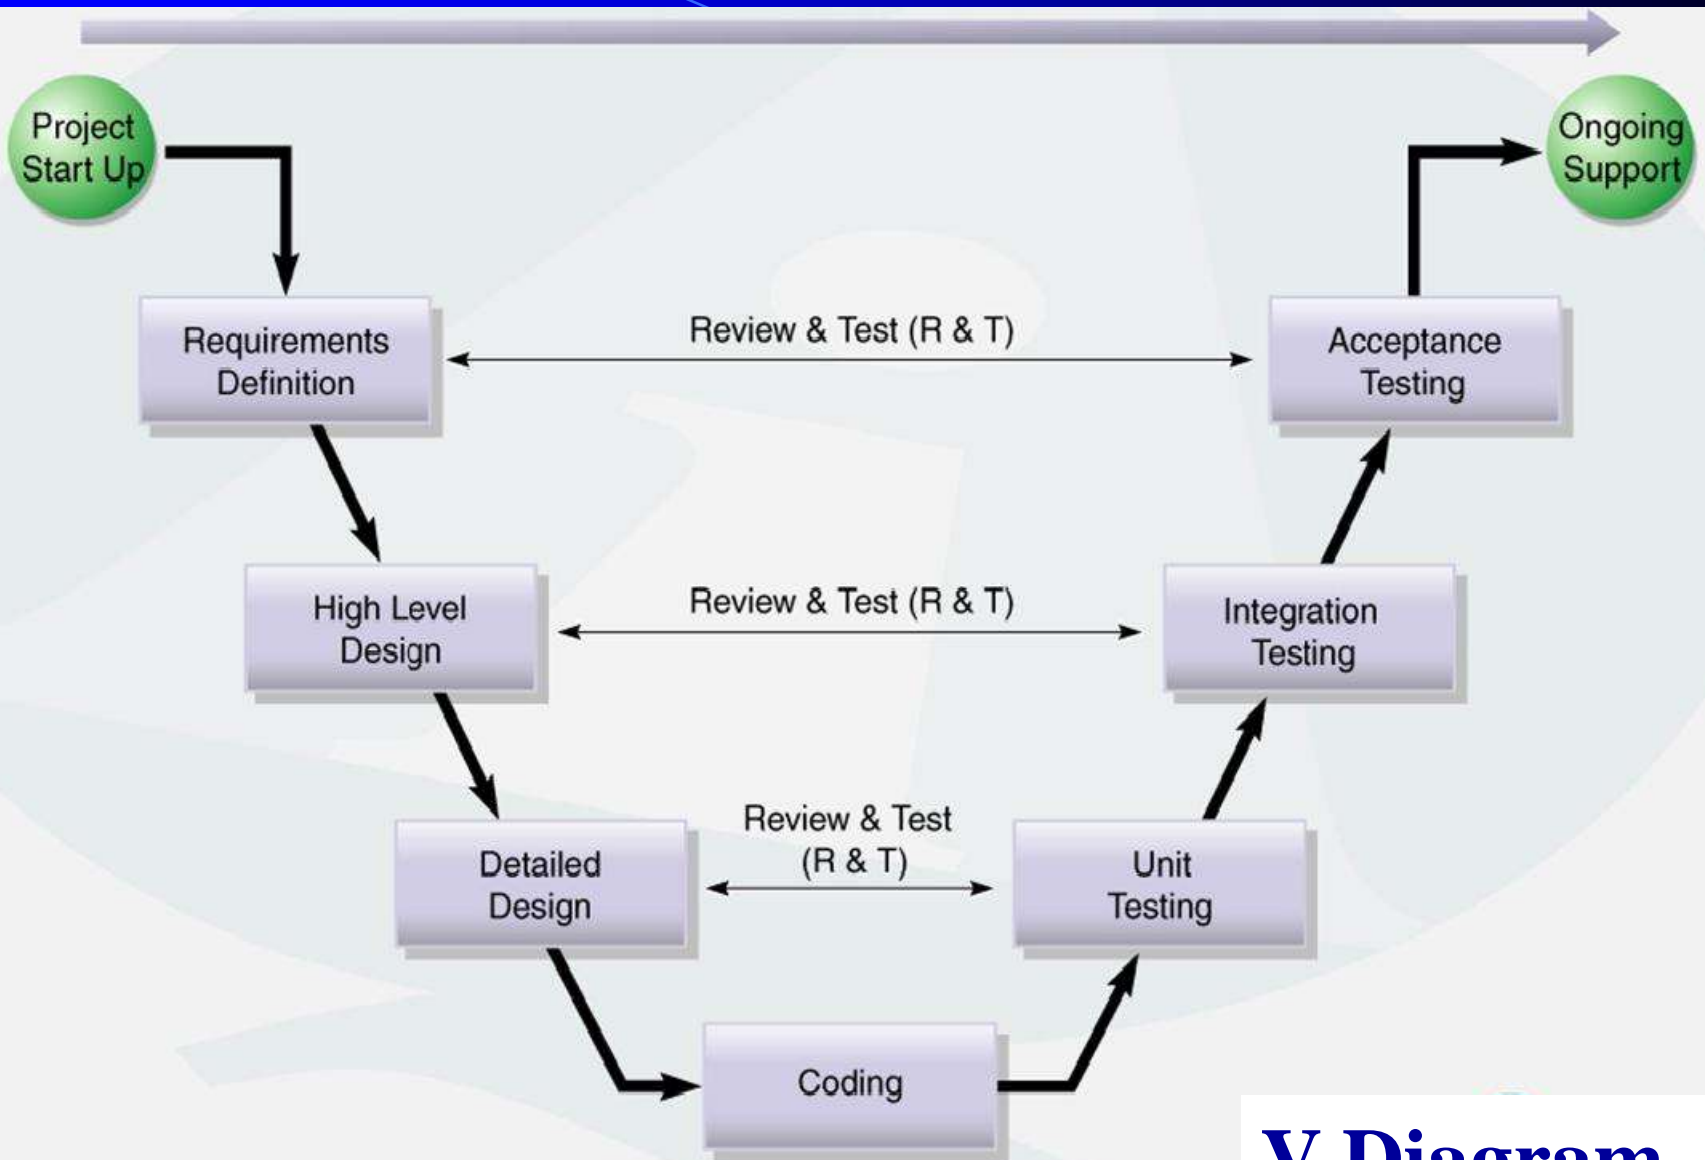 Project
Start Up
Ongoing
Support
Requirements
Definition
Review & Test (R & T)
Acceptance
Testing
High Level
Design
Review & Test (R & T)
Integration
Testing
Detailed
Design
Review & Test
(R & T)
Unit
Testing
Coding
V Diagram